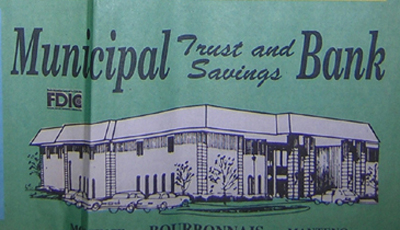 Municipal Trust and Savings Bank
FDIC
BOURBONNAIS